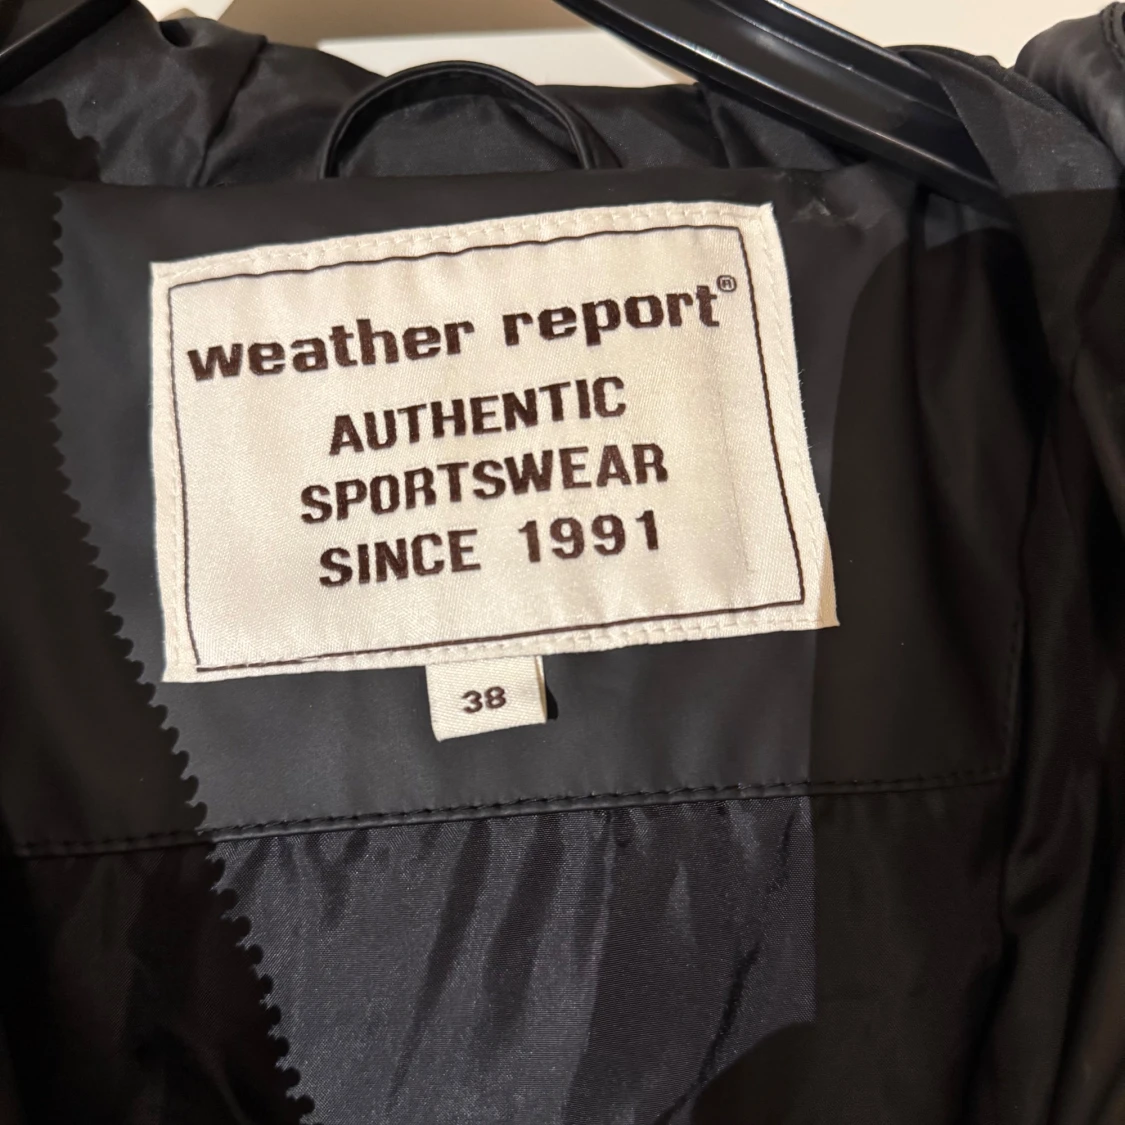 weather report®
AUTHENTIC
SPORTSWEAR
SINCE 1991
38